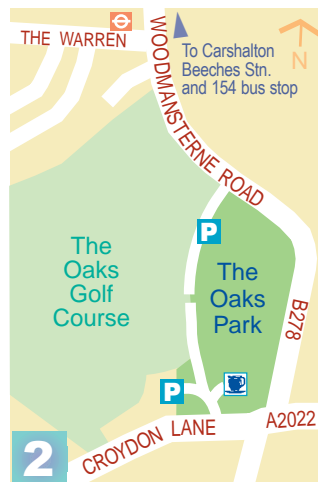 THE WARREN
WOODMANSTERNE ROAD
To Carshalton
Beeches Stn.
and 154 bus stop
N
P
The
Oaks
Golf
Course
The
Oaks
Park
B278
P
CROYDON LANE
A2022
2